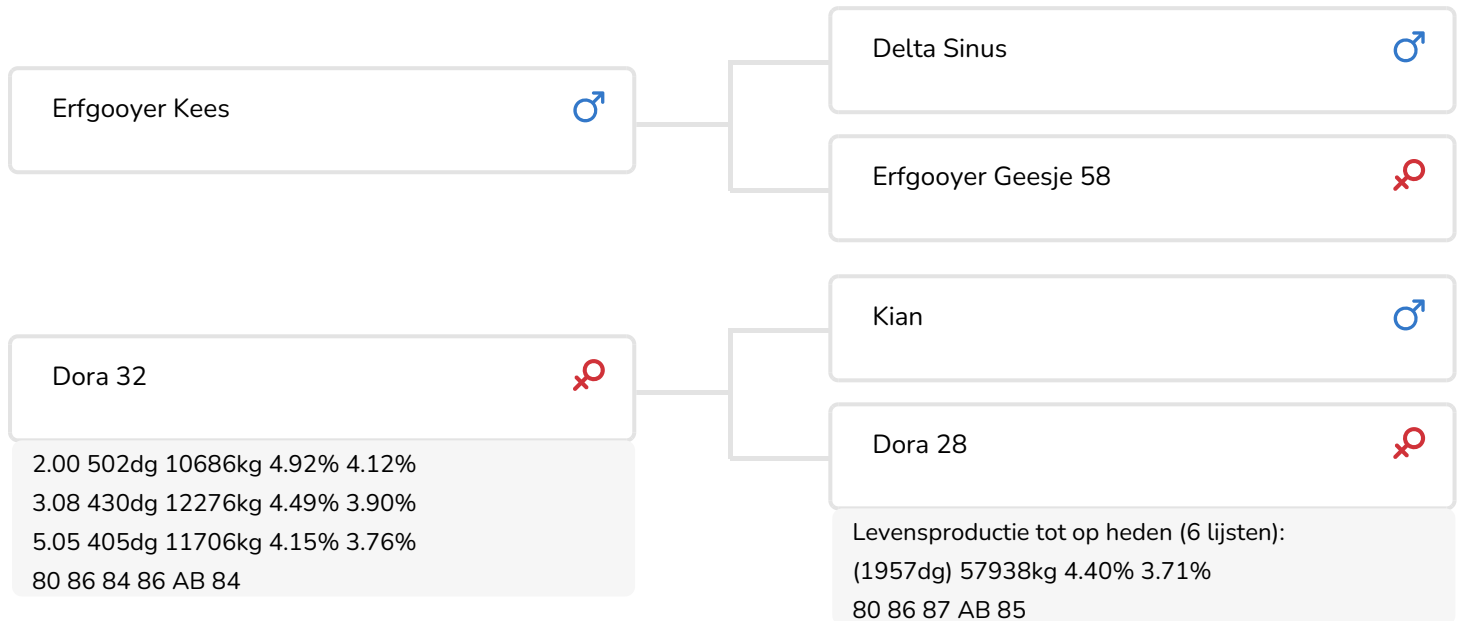 Delta Sinus
Erfgooyer Kees
Erfgooyer Geesje 58
Kian
Dora 32
Dora 28
2.00 502dg 10686kg 4.92% 4.12%
3.08 430dg 12276kg 4.49% 3.90%
5.05 405dg 11706kg 4.15% 3.76%
80 86 84 86 AB 84
Levensproductie tot op heden (6 lijsten):
(1957dg) 57938kg 4.40% 3.71%
80 86 87 AB 85